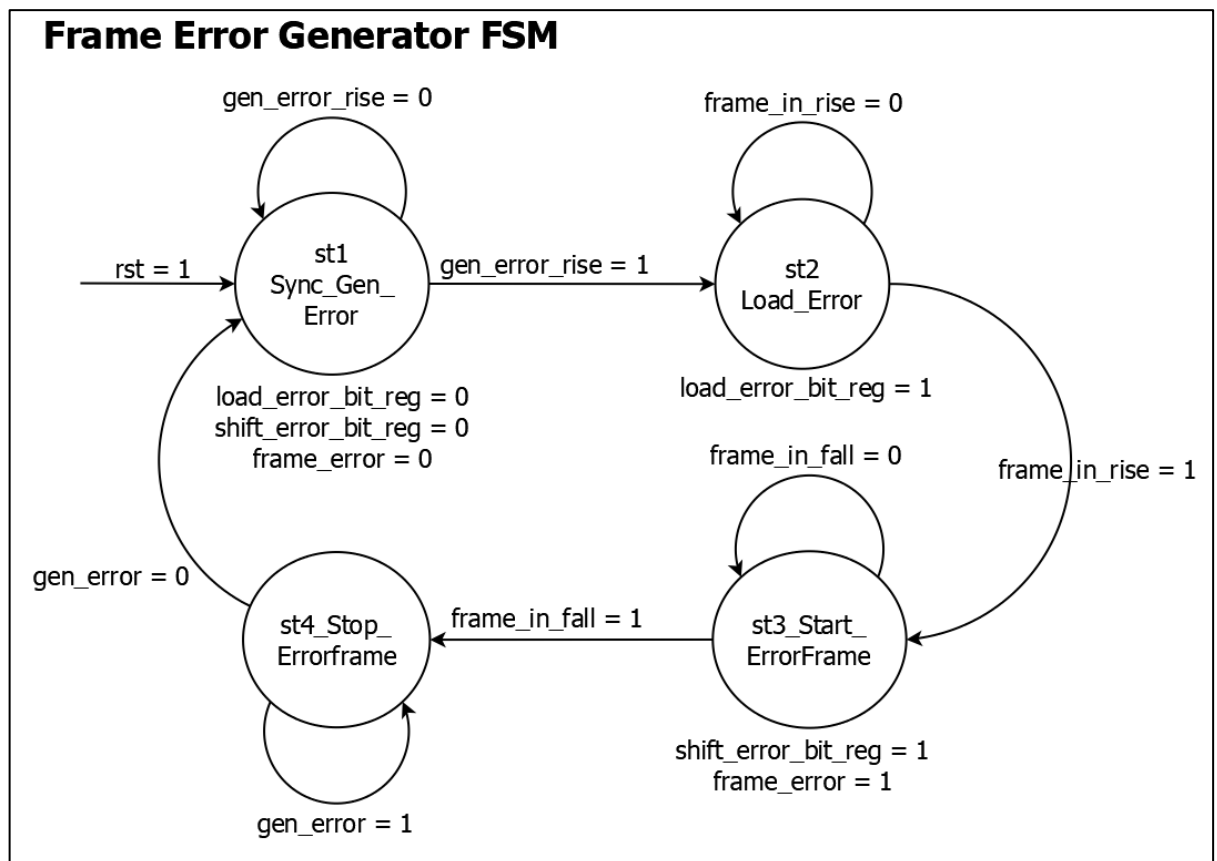 Frame Error Generator FSM
gen_error_rise = 0
frame_in_rise = 0
rst = 1
st1
Sync_Gen_
Error
gen_error_rise = 1
st2
Load_Error
load_error_bit_reg = 0
shift_error_bit_reg = 0
frame_error = 0
load_error_bit_reg = 1
frame_in_fall = 0
frame_in_rise = 1
gen_error = 0
st4_Stop_
Errorframe
frame_in_fall = 1
st3_Start_
ErrorFrame
shift_error_bit_reg = 1
frame_error = 1
gen_error = 1